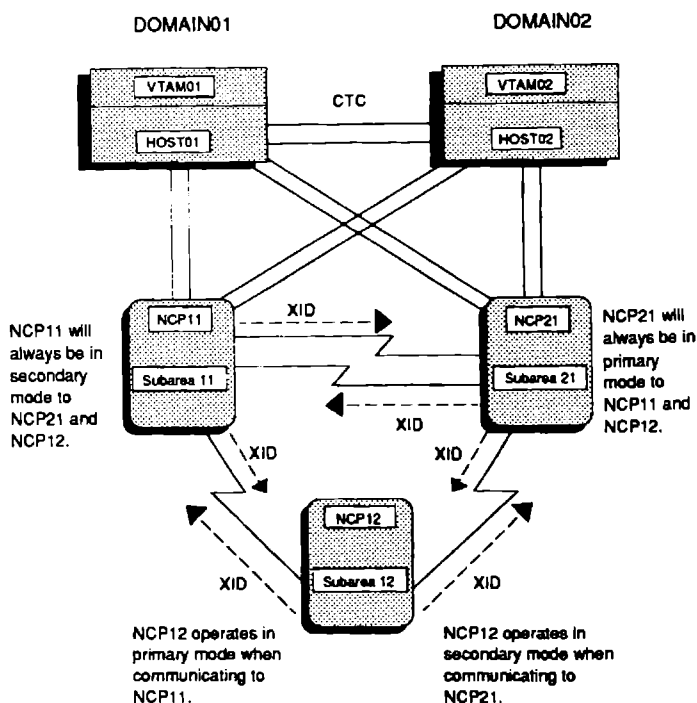 DOMAIN01
DOMAIN02
VTAM01
VTAM02
CTC
HOST01
HOST02
NCP11
XID
NCP21
NCP11 will
always be in
secondary
mode to
NCP21 and
NCP12.
Subarea 11
Subarea 21
NCP21 will
always be in
primary
mode to
NCP11 and
NCP12.
XID
XID
XID
NCP12
Subarea 12
XID
XID
NCP12 operates in
primary mode when
communicating to
NCP11.
NCP12 operates in
secondary mode when
communicating to
NCP21.